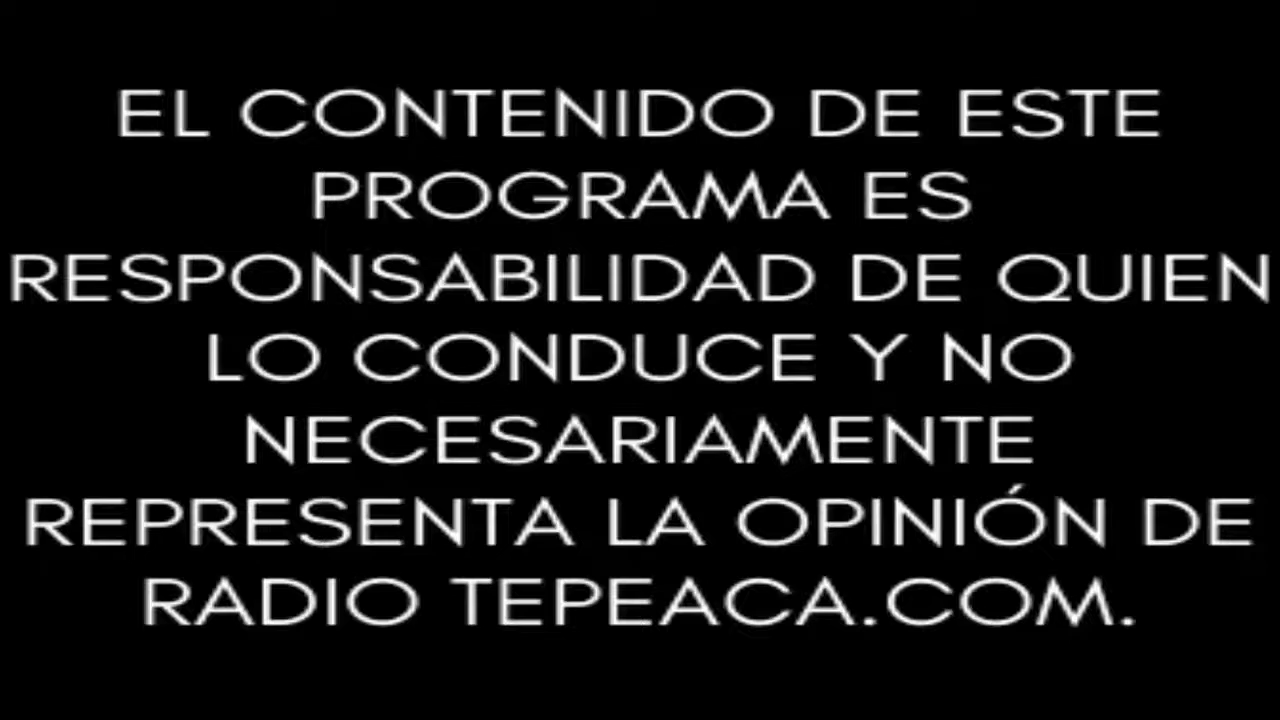 EL CONTENIDO DE ESTE
PROGRAMA ES
RESPONSABILIDAD DE QUIEN
LO CONDUCE Y NO
NECESARIAMENTE
REPRESENTA LA OPINIÓN DE
RADIO TEPEACA.COM.